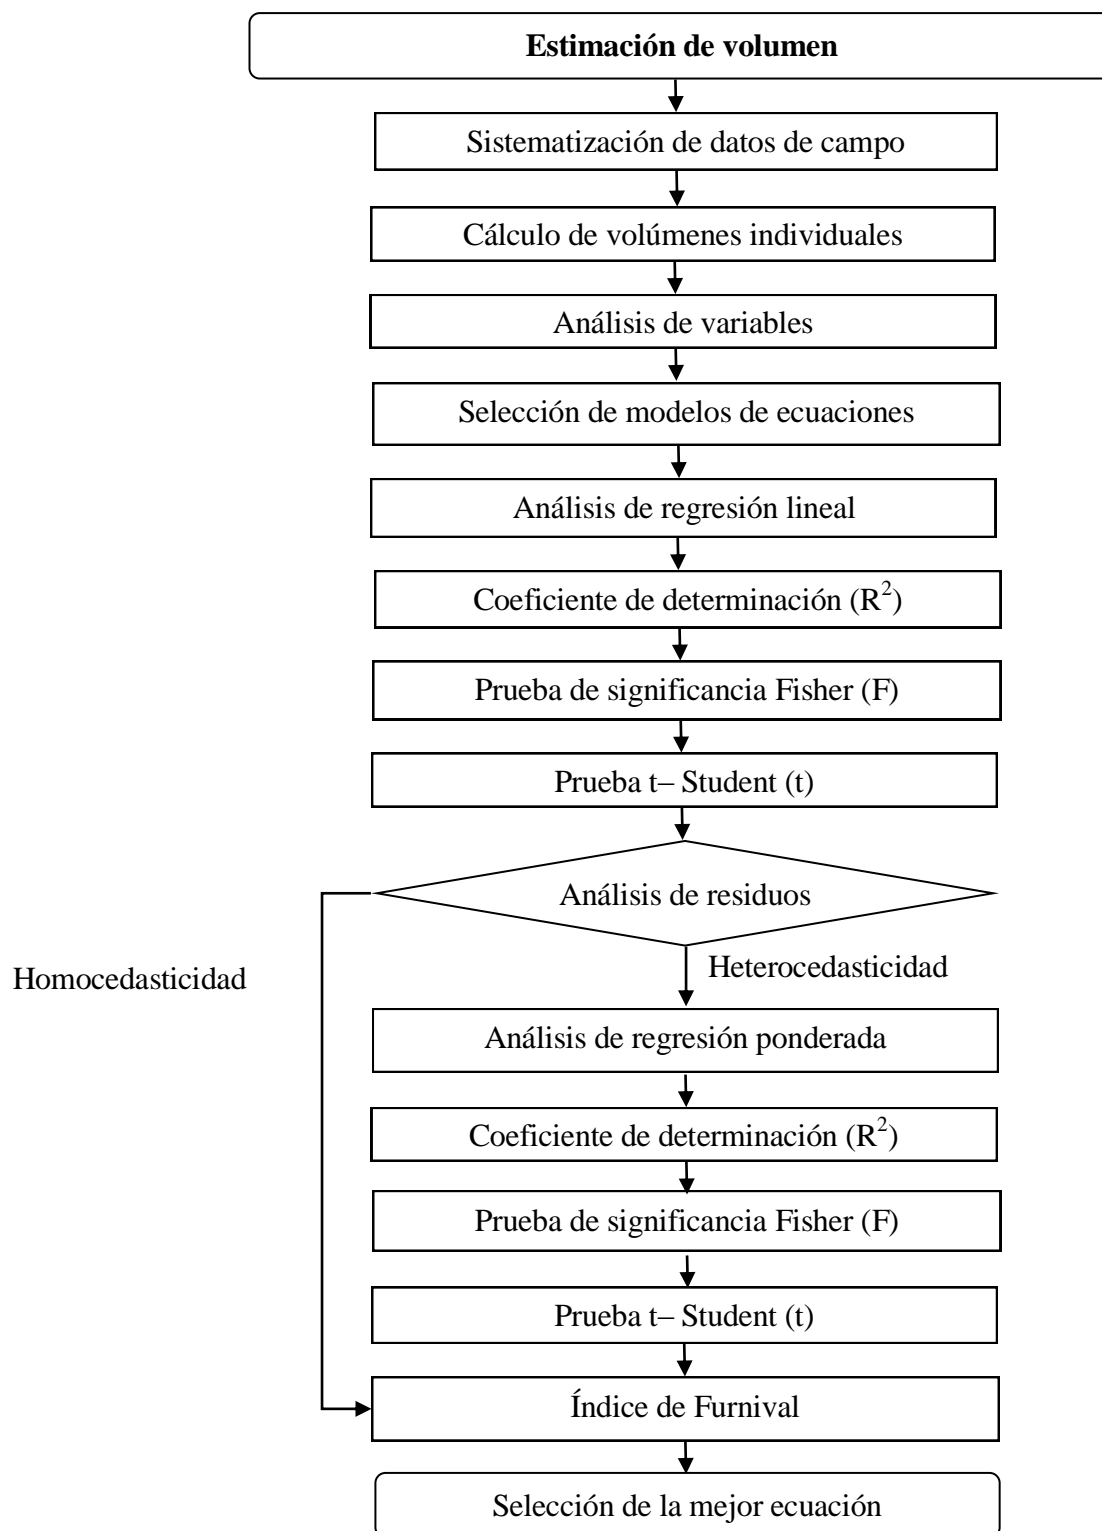 Estimación de volumen
Sistematización de datos de campo
Cálculo de volúmenes individuales
Análisis de variables
Selección de modelos de ecuaciones
Análisis de regresión lineal
Coeficiente de determinación (R²)
Prueba de significancia Fisher (F)
Prueba t– Student (t)
Análisis de residuos
Homocedasticidad
Heterocedasticidad
Análisis de regresión ponderada
Coeficiente de determinación (R²)
Prueba de significancia Fisher (F)
Prueba t– Student (t)
Índice de Furnival
Selección de la mejor ecuación